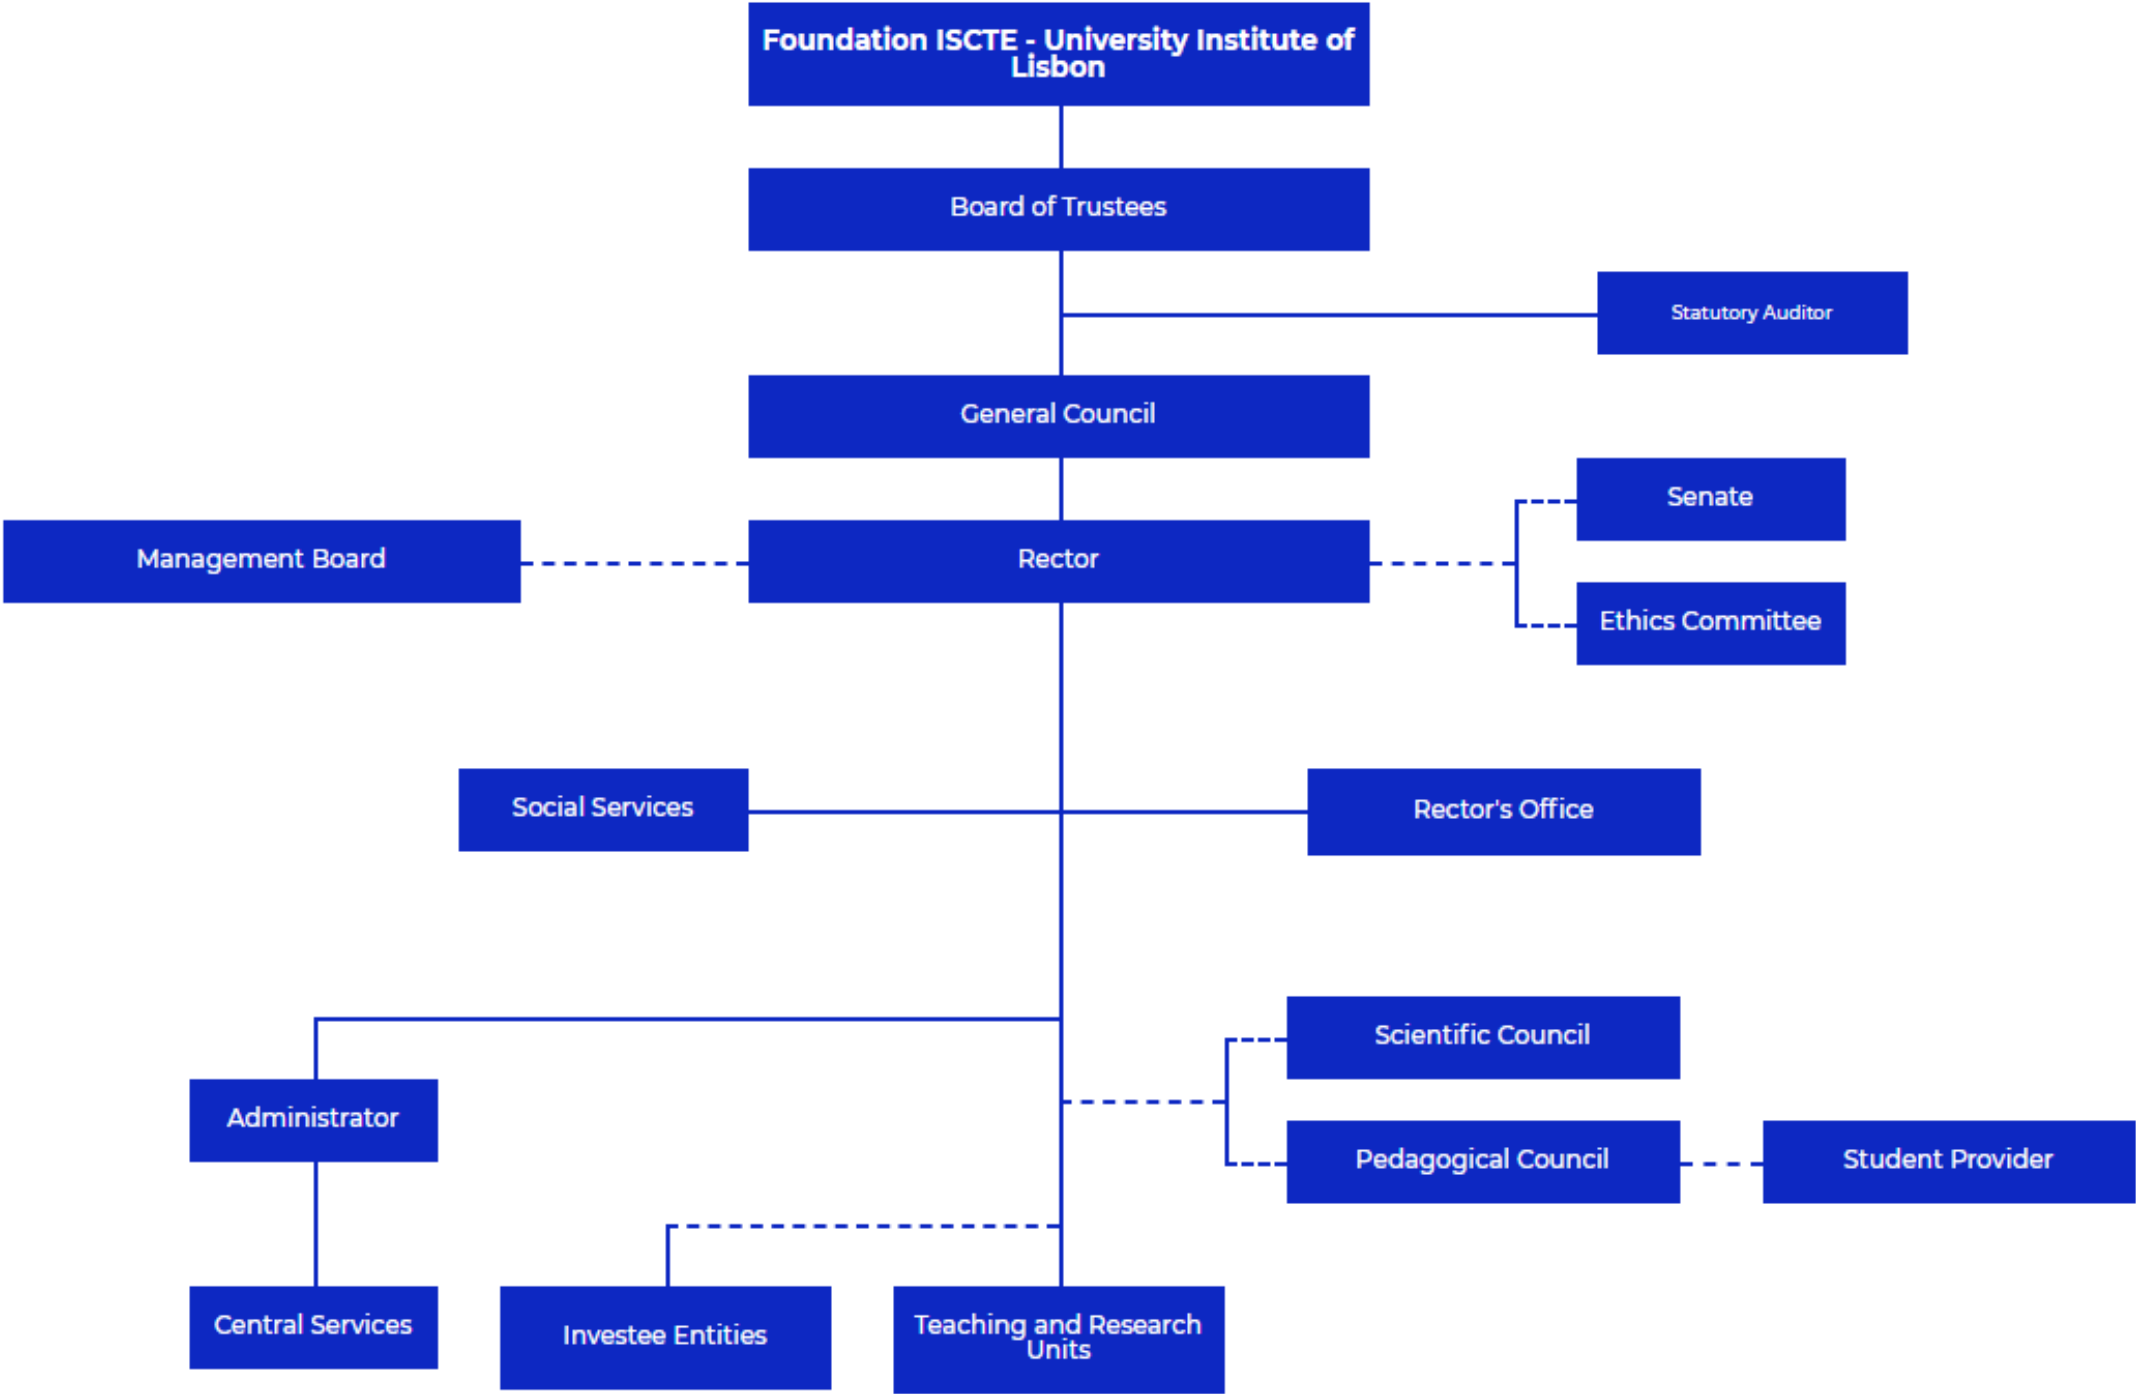 Foundation ISCTE - University Institute of
Lisbon
Board of Trustees
Statutory Auditor
General Council
Senate
Management Board
Rector
Ethics Committee
Social Services
Rector's Office
Scientific Council
Administrator
Pedagogical Council
Student Provider
Central Services
Investee Entities
Teaching and Research
Units